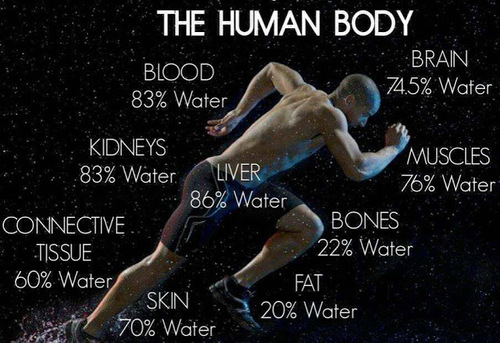 THE HUMAN BODY
BRAIN
74.5% Water
BLOOD
83% Water
KIDNEYS
83% Water
LIVER
86% Water
MUSCLES
76% Water
CONNECTIVE
TISSUE
60% Water
BONES
22% Water
SKIN
70% Water
FAT
20% Water